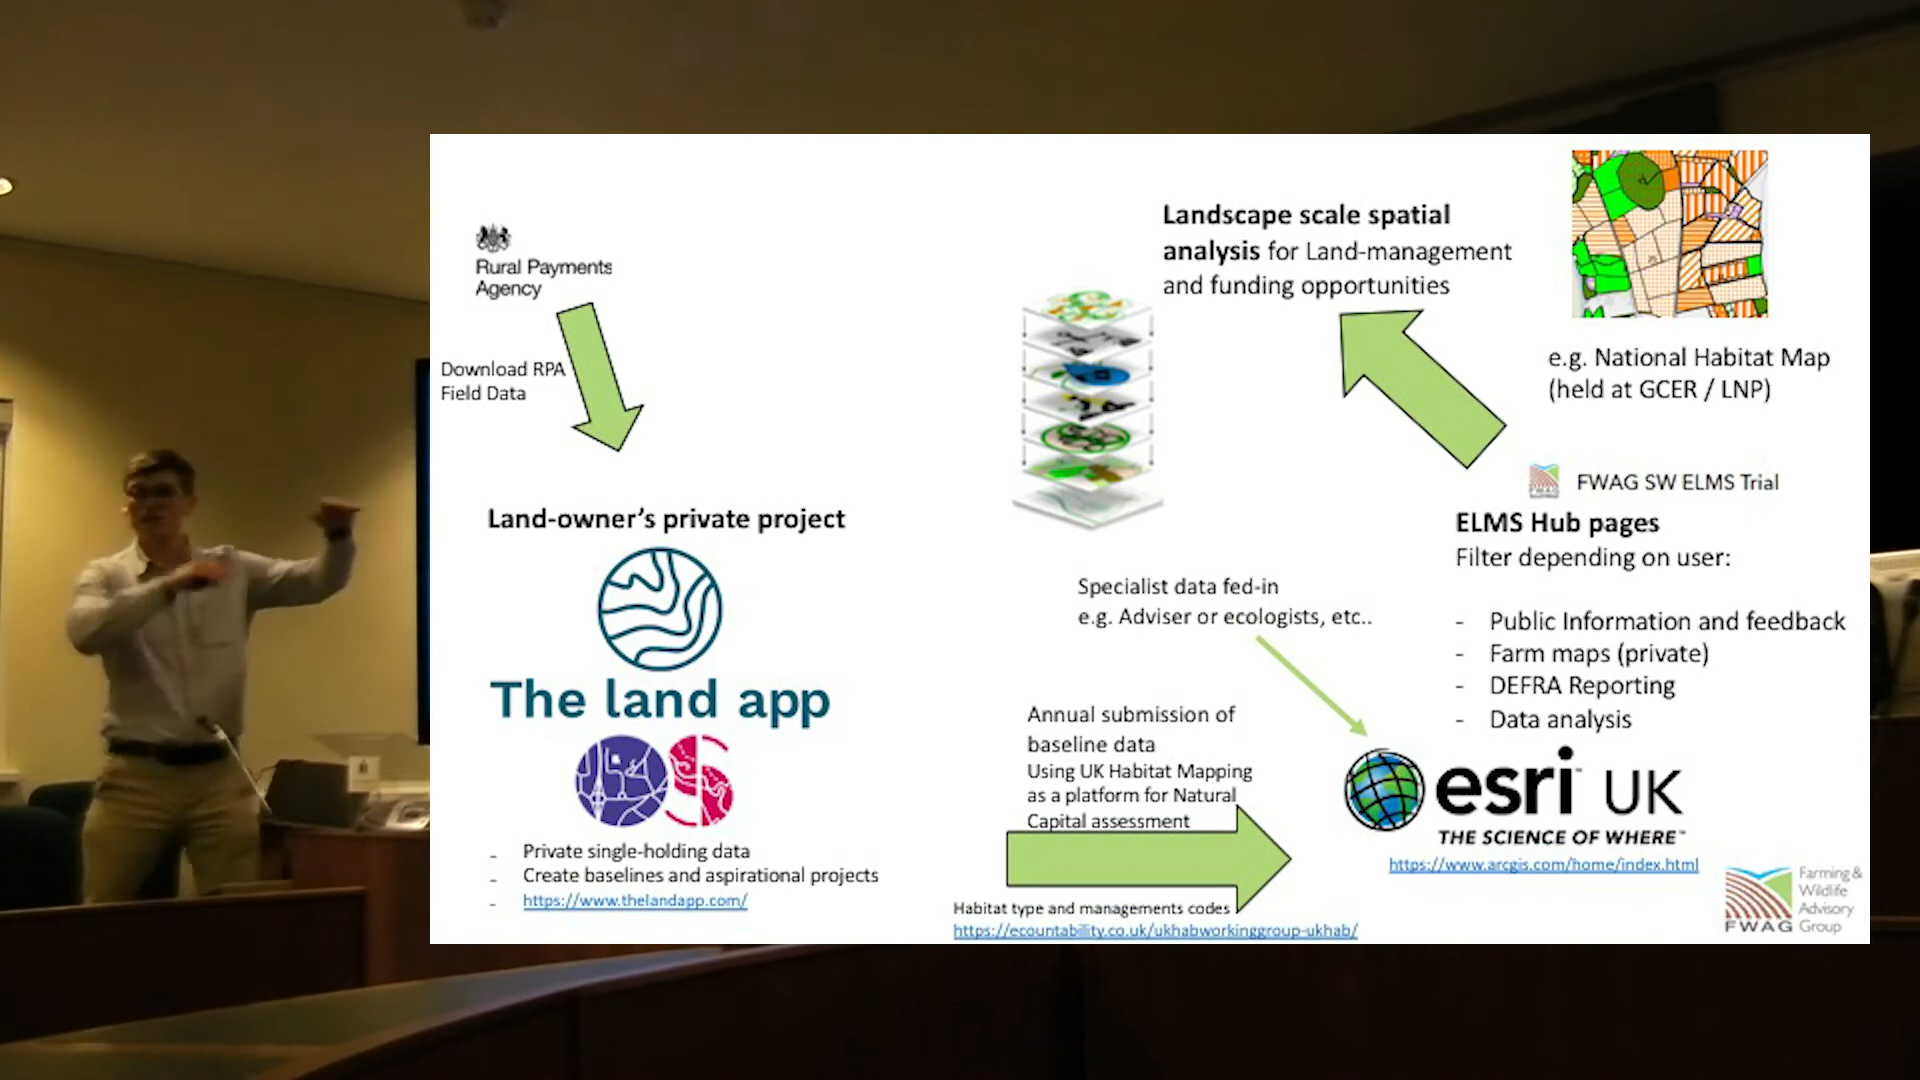 Rural Payments
Agency
Download RPA
Field Data
Land-owner's private project
The land app
OS
- Private single-holding data
- Create baselines and aspirational projects
- https://www.thelandapp.com/
Landscape scale spatial
analysis for Land-management
and funding opportunities
e.g. National Habitat Map
(held at GCER / LNP)
FWAG SW ELMS Trial
ELMS Hub pages
Filter depending on user:
- Public Information and feedback
- Farm maps (private)
- DEFRA Reporting
- Data analysis
Specialist data fed-in
e.g. Adviser or ecologists, etc..
Annual submission of
baseline data
Using UK Habitat Mapping
as a platform for Natural
Capital assessment
Habitat type and managements codes
https://ecountability.co.uk/ukhabworkinggroup-ukhab/
esri UK
THE SCIENCE OF WHERE™
https://www.arcgis.com/home/index.html
Farming &
Wildlife
Advisory
Group
FWAG